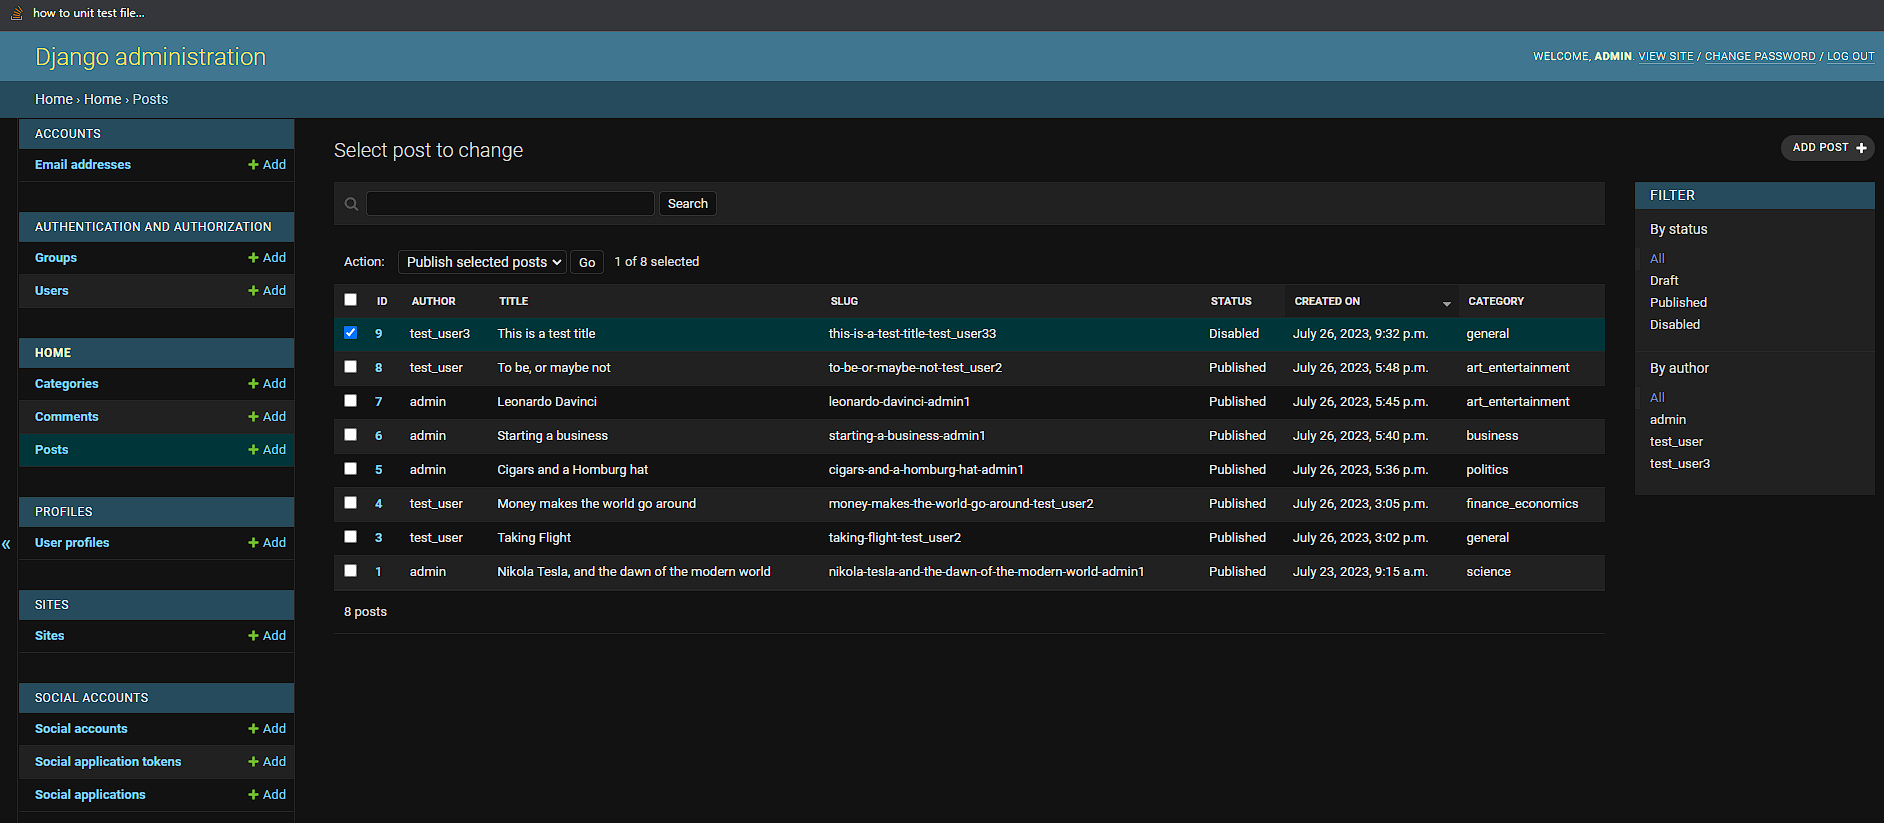 how to unit test file...
Django administration
WELCOME, ADMIN. VIEW SITE / CHANGE PASSWORD / LOG OUT
Home › Home › Posts
ACCOUNTS
Email addresses + Add
AUTHENTICATION AND AUTHORIZATION
Groups + Add
Users + Add
HOME
Categories + Add
Comments + Add
Posts + Add
PROFILES
User profiles + Add
SITES
Sites + Add
SOCIAL ACCOUNTS
Social accounts + Add
Social application tokens + Add
Social applications + Add
«
Select post to change
ADD POST +
Search
Action: Publish selected posts Go 1 of 8 selected
ID AUTHOR TITLE SLUG STATUS CREATED ON CATEGORY
9 test_user3 This is a test title this-is-a-test-title-test_user33 Disabled July 26, 2023, 9:32 p.m. general
8 test_user To be, or maybe not to-be-or-maybe-not-test_user2 Published July 26, 2023, 5:48 p.m. art_entertainment
7 admin Leonardo Davinci leonardo-davinci-admin1 Published July 26, 2023, 5:45 p.m. art_entertainment
6 admin Starting a business starting-a-business-admin1 Published July 26, 2023, 5:40 p.m. business
5 admin Cigars and a Homburg hat cigars-and-a-homburg-hat-admin1 Published July 26, 2023, 5:36 p.m. politics
4 test_user Money makes the world go around money-makes-the-world-go-around-test_user2 Published July 26, 2023, 3:05 p.m. finance_economics
3 test_user Taking Flight taking-flight-test_user2 Published July 26, 2023, 3:02 p.m. general
1 admin Nikola Tesla, and the dawn of the modern world nikola-tesla-and-the-dawn-of-the-modern-world-admin1 Published July 23, 2023, 9:15 a.m. science
8 posts
FILTER
By status
All
Draft
Published
Disabled
By author
All
admin
test_user
test_user3